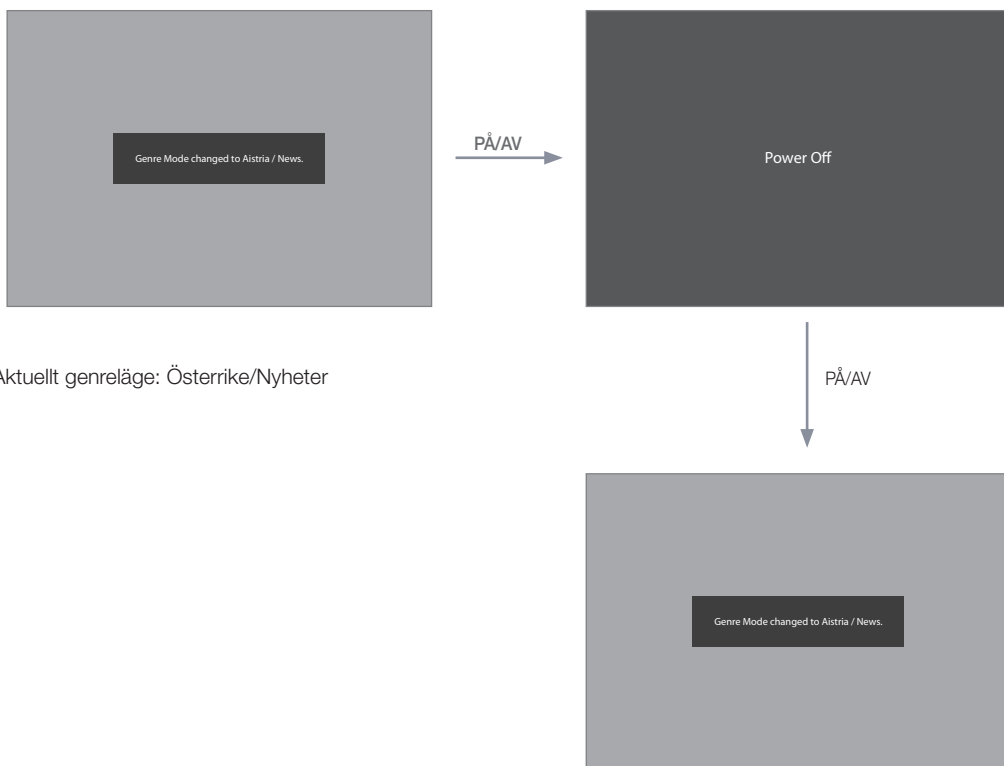 Genre Mode changed to Aistria / News.
PÅ/AV
Power Off
Aktuellt genreläge: Österrike/Nyheter
PÅ/AV
Genre Mode changed to Aistria / News.